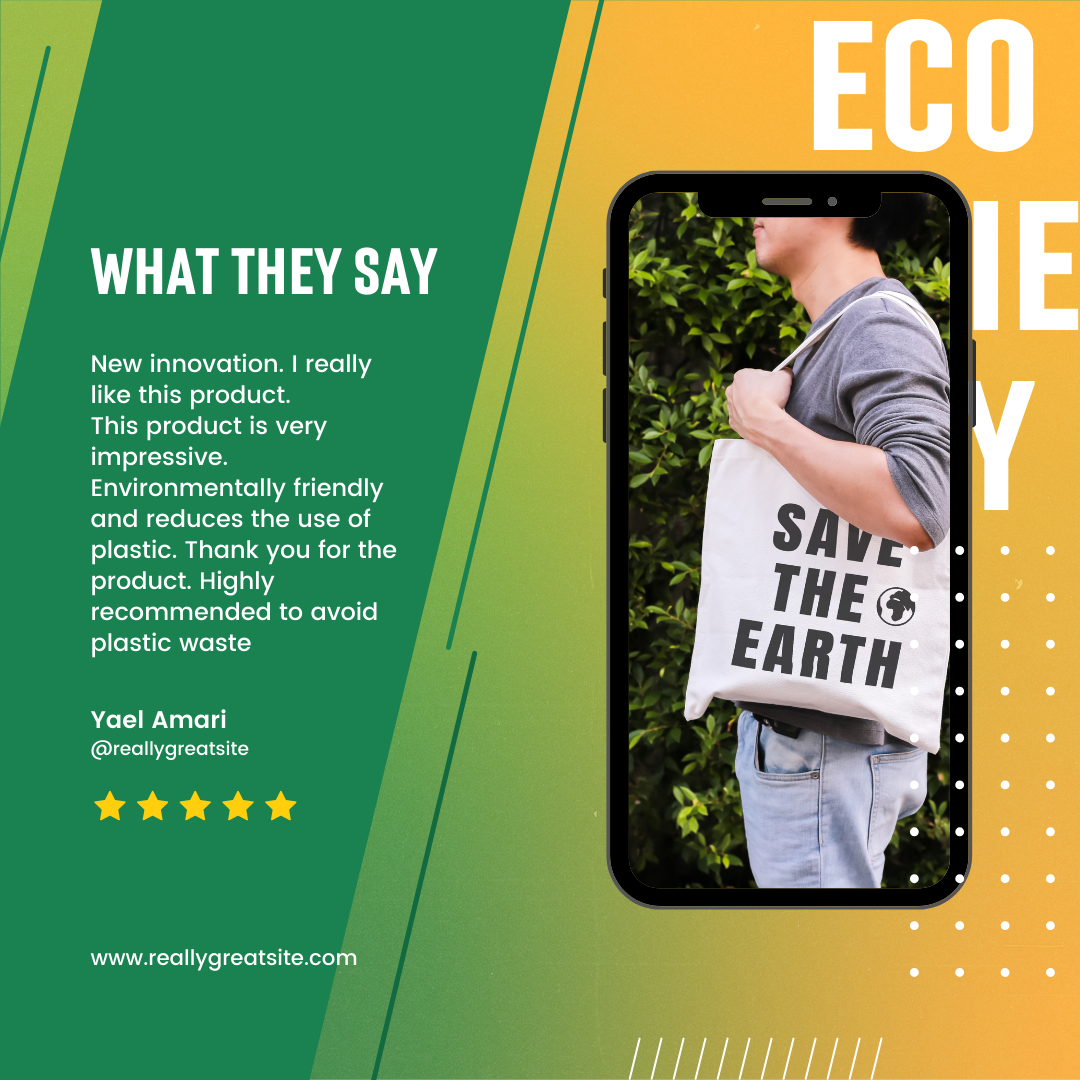 ECO
IE
Y
WHAT THEY SAY
New innovation. I really
like this product.
This product is very
impressive.
Environmentally friendly
and reduces the use of
plastic. Thank you for the
product. Highly
recommended to avoid
plastic waste
Yael Amari
@reallygreatsite
www.reallygreatsite.com
SAVE
THE
EARTH